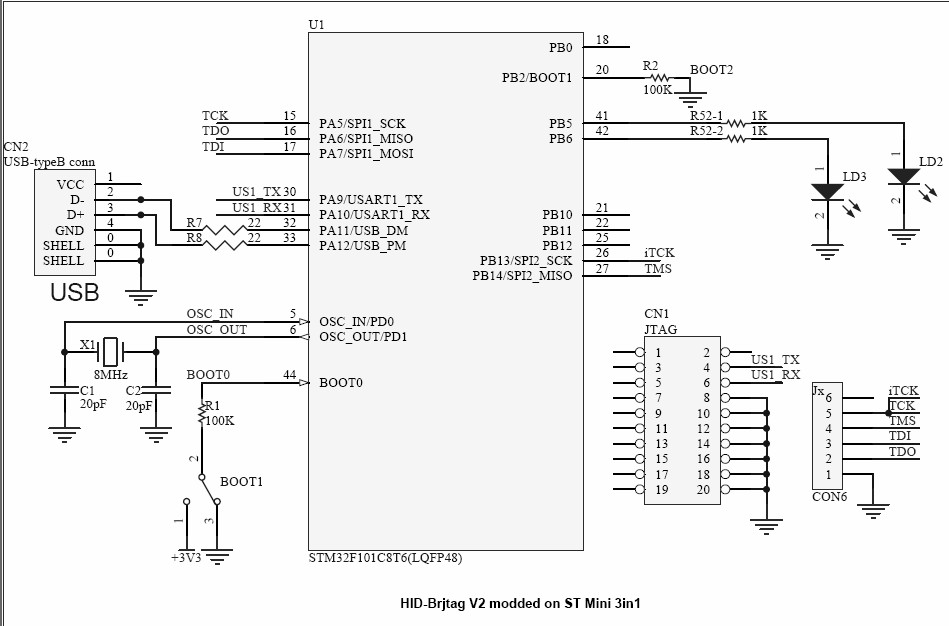 U1
PB0 18
PB2/BOOT1 20 R2 100K BOOT2
TCK 15 PA5/SPI1_SCK
TDO 16 PA6/SPI1_MISO
TDI 17 PA7/SPI1_MOSI
PB5 41 R52-1 1K
PB6 42 R52-2 1K
CN2
USB-typeB conn
VCC 1
D- 2
D+ 3
GND 4
SHELL 0
SHELL 0
USB
US1_TX 30 PA9/USART1_TX
US1_RX 31 PA10/USART1_RX
R7 22 32 PA11/USB_DM
R8 22 33 PA12/USB_PM
1 LD3 2
1 LD2 2
PB10 21
PB11 22
PB12 25
PB13/SPI2_SCK 26 iTCK
PB14/SPI2_MISO 27 TMS
OSC_IN 5 OSC_IN/PD0
OSC_OUT 6 OSC_OUT/PD1
X1
8MHz
C1
20pF
C2
20pF
BOOT0 44 BOOT0
R1
100K
2
BOOT1
1
3
+3V3
CN1
JTAG
1 2
3 4 US1_TX
5 6 US1_RX
7 8
9 10
11 12
13 14
15 16
17 18
19 20
Jx
6 iTCK
5 TCK
4 TMS
3 TDI
2 TDO
1
CON6
STM32F101C8T6(LQFP48)
HID-Brjtag V2 modded on ST Mini 3in1